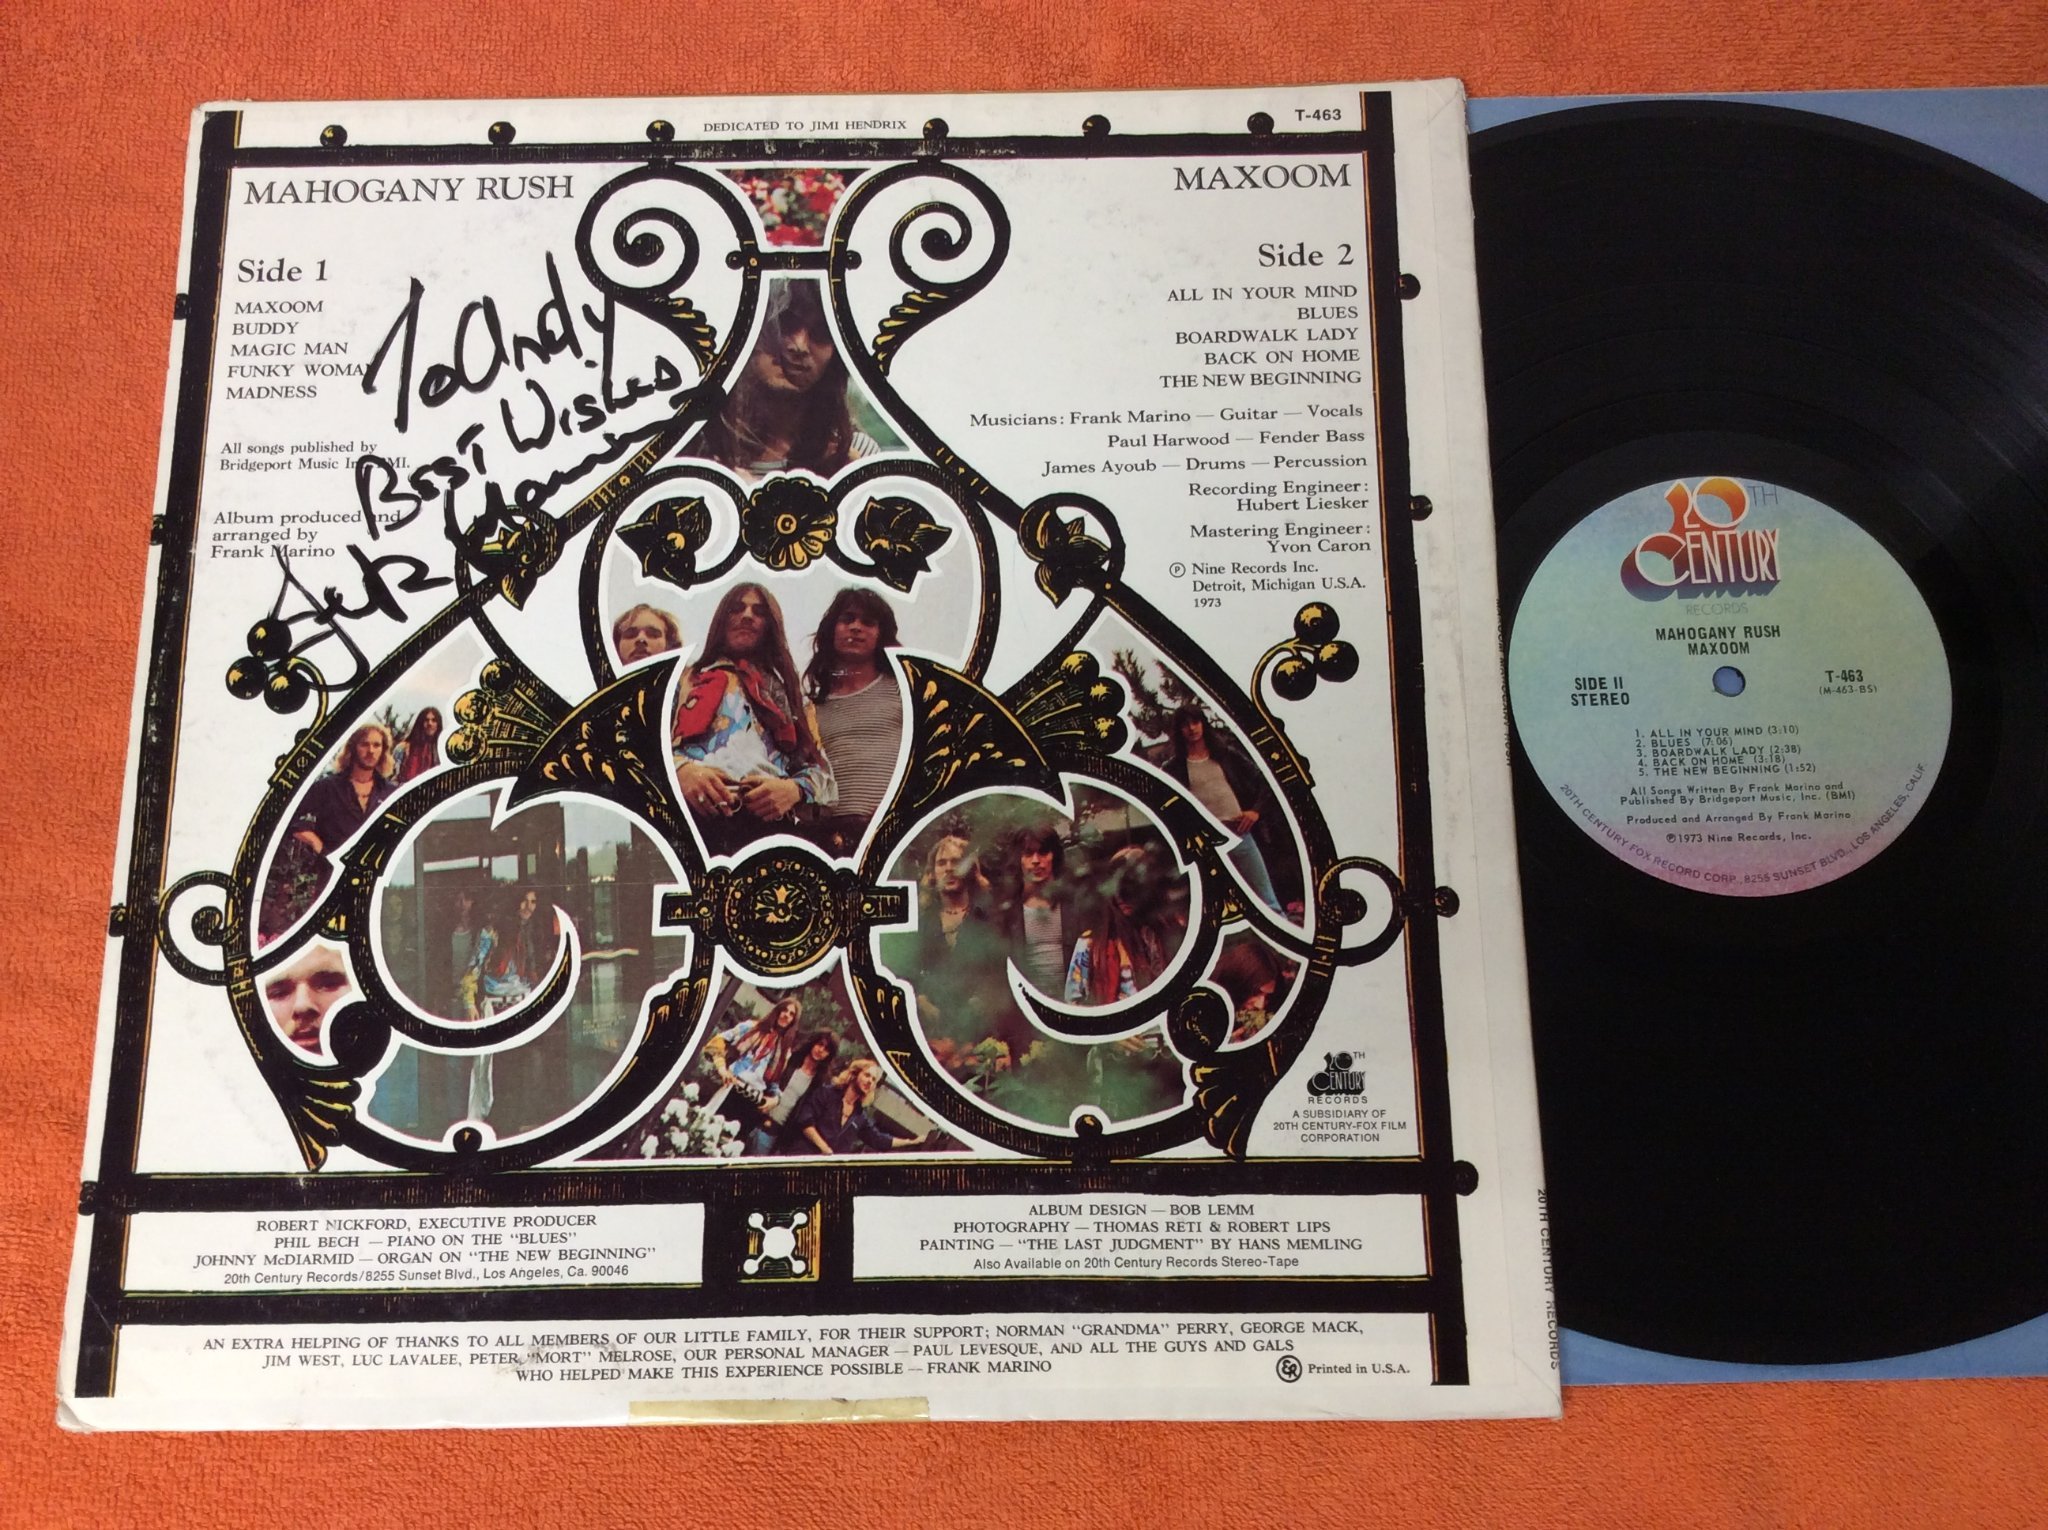 DEDICATED TO JIMI HENDRIX
T-463
MAHOGANY RUSH
MAXOOM
Side 1
MAXOOM
BUDDY
MAGIC MAN
FUNKY WOMAN
MADNESS
All songs published by
Bridgeport Music Inc. BMI.
Album produced and
arranged by
Frank Marino
To Andy
Best Wishes
Side 2
ALL IN YOUR MIND
BLUES
BOARDWALK LADY
BACK ON HOME
THE NEW BEGINNING
Musicians: Frank Marino — Guitar — Vocals
Paul Harwood — Fender Bass
James Ayoub — Drums — Percussion
Recording Engineer:
Hubert Liesker
Mastering Engineer:
Yvon Caron
Ⓟ Nine Records Inc.
Detroit, Michigan U.S.A.
1973
20TH
CENTURY
RECORDS
A SUBSIDIARY OF
20TH CENTURY-FOX FILM
CORPORATION
ROBERT NICKFORD, EXECUTIVE PRODUCER
PHIL BECH — PIANO ON THE "BLUES"
JOHNNY McDIARMID — ORGAN ON "THE NEW BEGINNING"
20th Century Records/8255 Sunset Blvd., Los Angeles, Ca. 90046
ALBUM DESIGN — BOB LEMM
PHOTOGRAPHY — THOMAS RETI & ROBERT LIPS
PAINTING — "THE LAST JUDGMENT" BY HANS MEMLING
Also Available on 20th Century Records Stereo-Tape
AN EXTRA HELPING OF THANKS TO ALL MEMBERS OF OUR LITTLE FAMILY, FOR THEIR SUPPORT; NORMAN "GRANDMA" PERRY, GEORGE MACK,
JIM WEST, LUC LAVALEE, PETER "MORT" MELROSE, OUR PERSONAL MANAGER — PAUL LEVESQUE, AND ALL THE GUYS AND GALS
WHO HELPED MAKE THIS EXPERIENCE POSSIBLE — FRANK MARINO
Printed in U.S.A.
20TH CENTURY RECORDS
20TH
CENTURY
RECORDS
MAHOGANY RUSH
MAXOOM
SIDE II
STEREO
T-463
(M-463-BS)
1. ALL IN YOUR MIND (3:10)
2. BLUES (7:06)
3. BOARDWALK LADY (2:38)
4. BACK ON HOME (3:18)
5. THE NEW BEGINNING (1:52)
All Songs Written By Frank Marino and
Published By Bridgeport Music, Inc. (BMI)
Produced and Arranged By Frank Marino
Ⓟ1973 Nine Records, Inc.
20TH CENTURY FOX RECORD CORP., 8255 SUNSET BLVD., LOS ANGELES, CALIF.